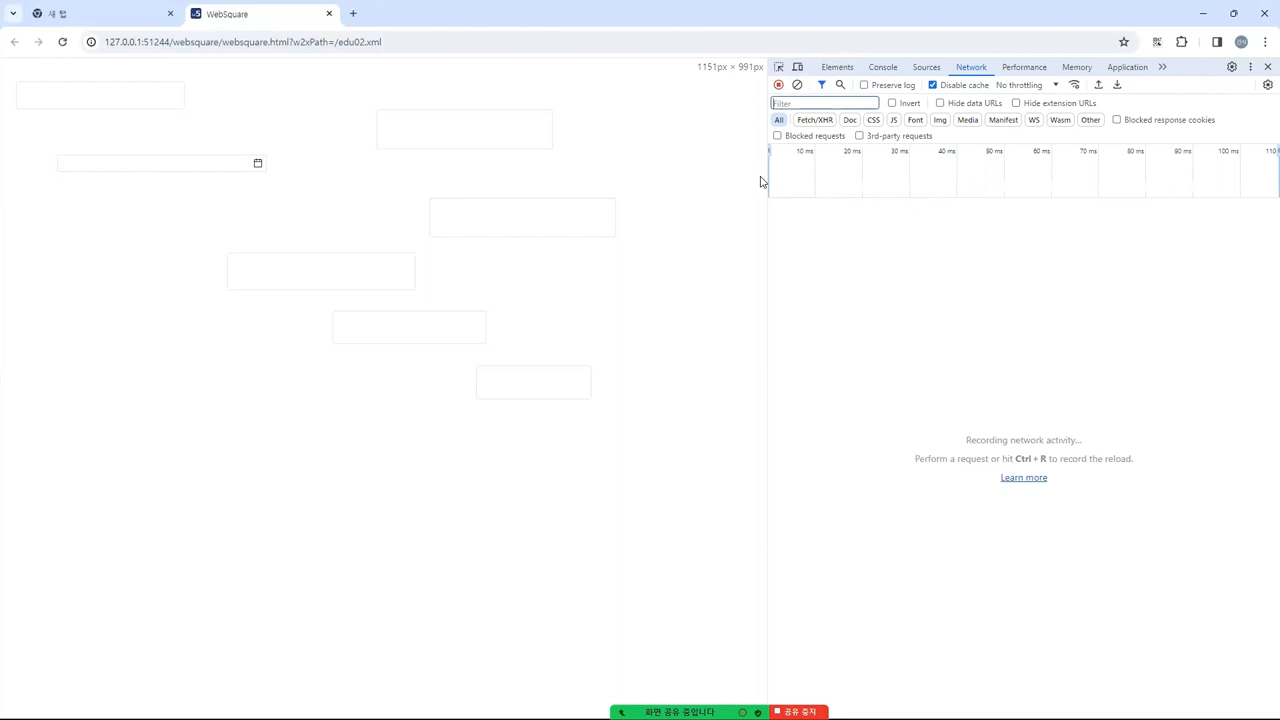 새 탭
WebSquare
127.0.0.1:51244/websquare/websquare.html?w2xPath=/edu02.xml
1151px × 991px
Elements Console Sources Network Performance Memory Application
Preserve log Disable cache No throttling
Filter Invert Hide data URLs Hide extension URLs
All Fetch/XHR Doc CSS JS Font Img Media Manifest WS Wasm Other Blocked response cookies
Blocked requests 3rd-party requests
10 ms 20 ms 30 ms 40 ms 50 ms 60 ms 70 ms 80 ms 90 ms 100 ms 110
Recording network activity...
Perform a request or hit Ctrl + R to record the reload.
Learn more
화면 공유 중입니다 공유 중지